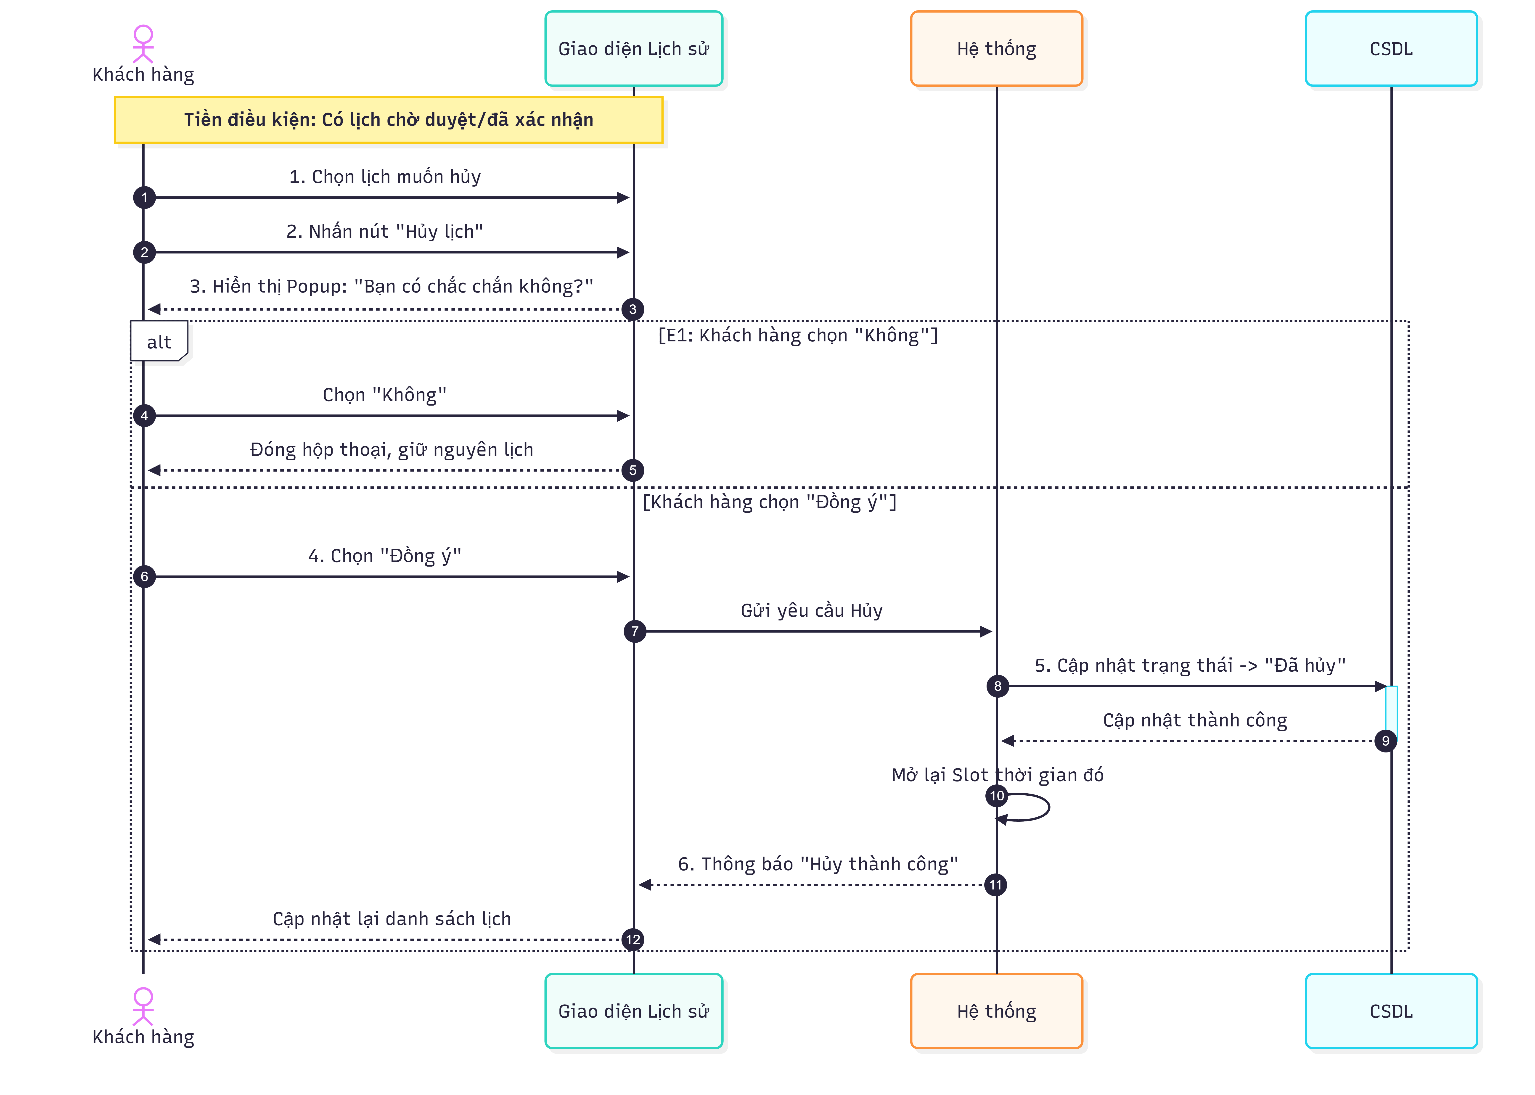 Khách hàng
Giao diện Lịch sử
Hệ thống
CSDL
Tiền điều kiện: Có lịch chờ duyệt/đã xác nhận
1. Chọn lịch muốn hủy
1
2. Nhấn nút "Hủy lịch"
2
3. Hiển thị Popup: "Bạn có chắc chắn không?"
3
alt
[E1: Khách hàng chọn "Không"]
Chọn "Không"
4
Đóng hộp thoại, giữ nguyên lịch
5
[Khách hàng chọn "Đồng ý"]
4. Chọn "Đồng ý"
6
Gửi yêu cầu Hủy
7
5. Cập nhật trạng thái -> "Đã hủy"
8
Cập nhật thành công
9
Mở lại Slot thời gian đó
10
6. Thông báo "Hủy thành công"
11
Cập nhật lại danh sách lịch
12
Khách hàng
Giao diện Lịch sử
Hệ thống
CSDL